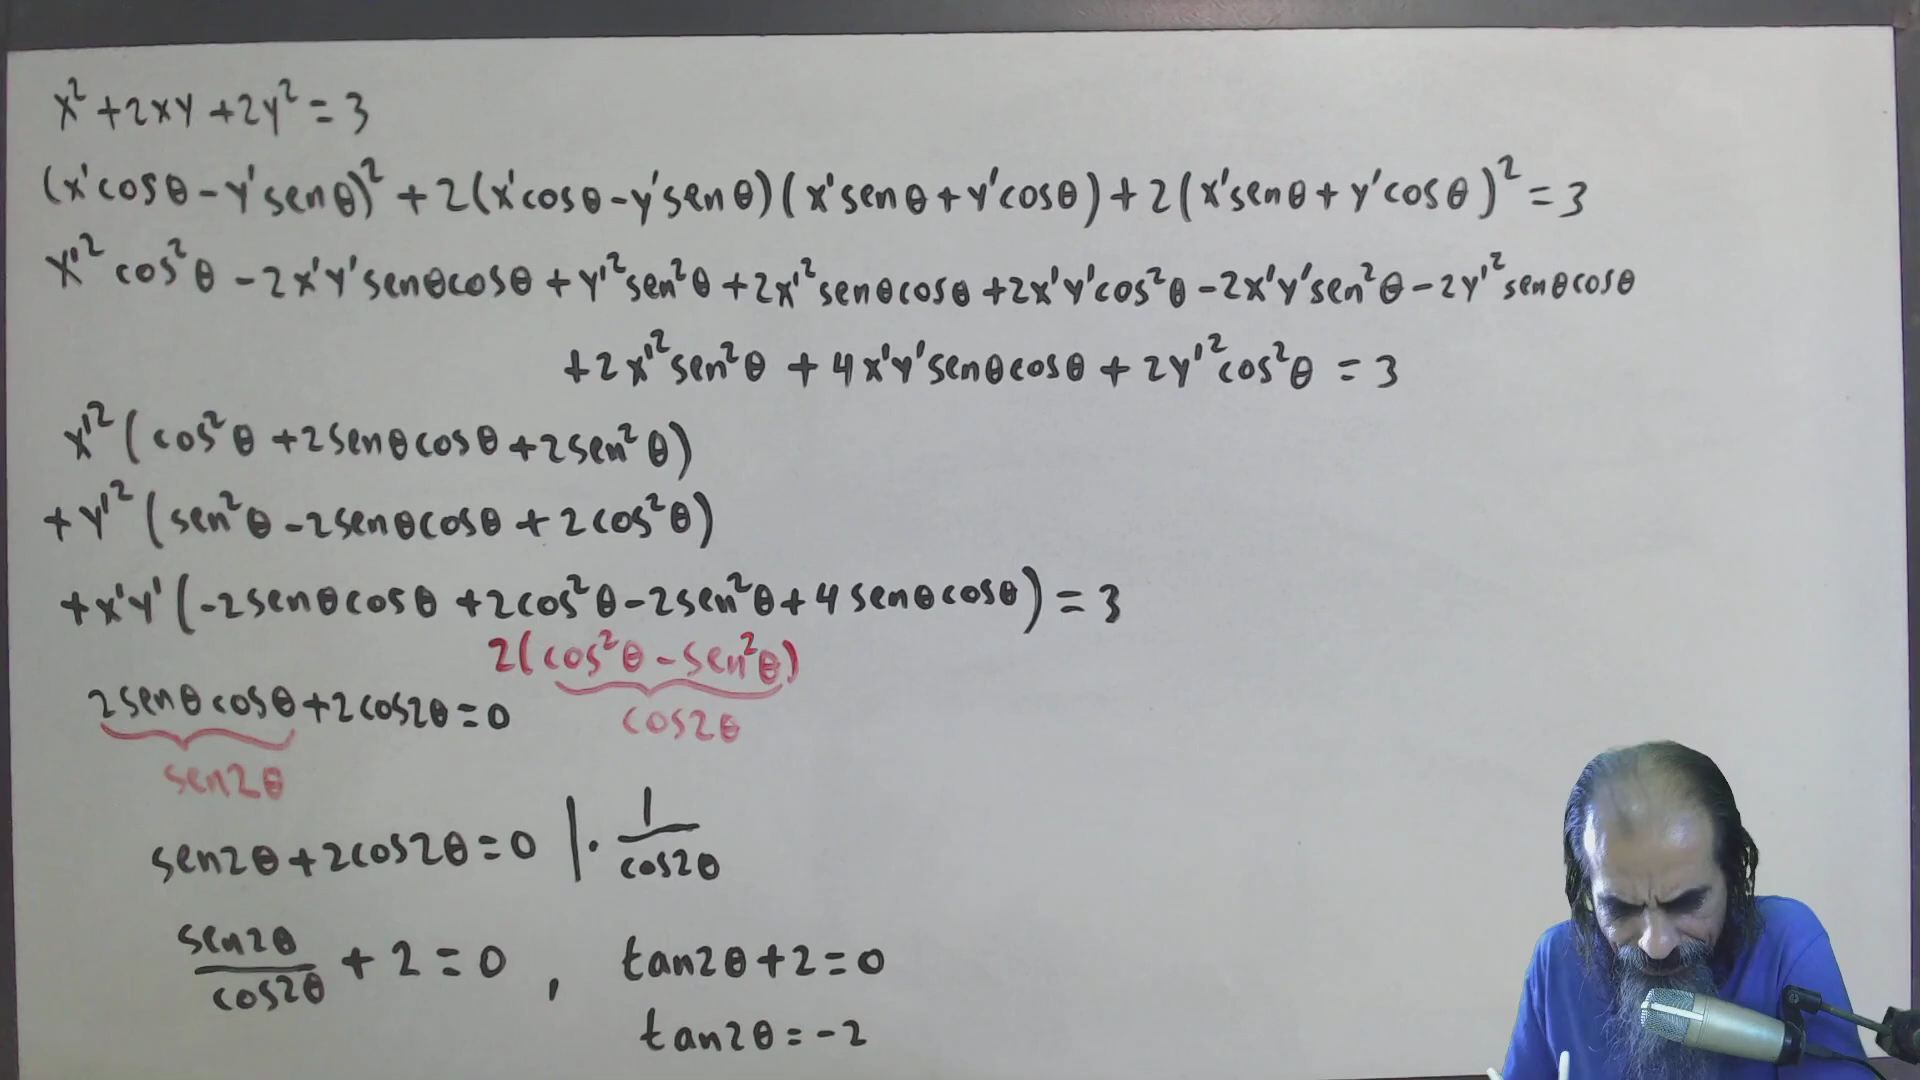 x² + 2xy + 2y² = 3
(x'cosθ - y'senθ)² + 2(x'cosθ - y'senθ)(x'senθ + y'cosθ) + 2(x'senθ + y'cosθ)² = 3
x'² cos²θ - 2x'y'senθcosθ + y'²sen²θ + 2x'²senθcosθ + 2x'y'cos²θ - 2x'y'sen²θ - 2y'²senθcosθ
+ 2x'²sen²θ + 4x'y'senθcosθ + 2y'²cos²θ = 3
x'²(cos²θ + 2senθcosθ + 2sen²θ)
+ y'²(sen²θ - 2senθcosθ + 2cos²θ)
+ x'y'(-2senθcosθ + 2cos²θ - 2sen²θ + 4senθcosθ) = 3
2(cos²θ - sen²θ)
cos2θ
2senθcosθ + 2cos2θ = 0
sen2θ
sen2θ + 2cos2θ = 0 | · 1/cos2θ
sen2θ/cos2θ + 2 = 0 , tan2θ + 2 = 0
tan2θ = -2